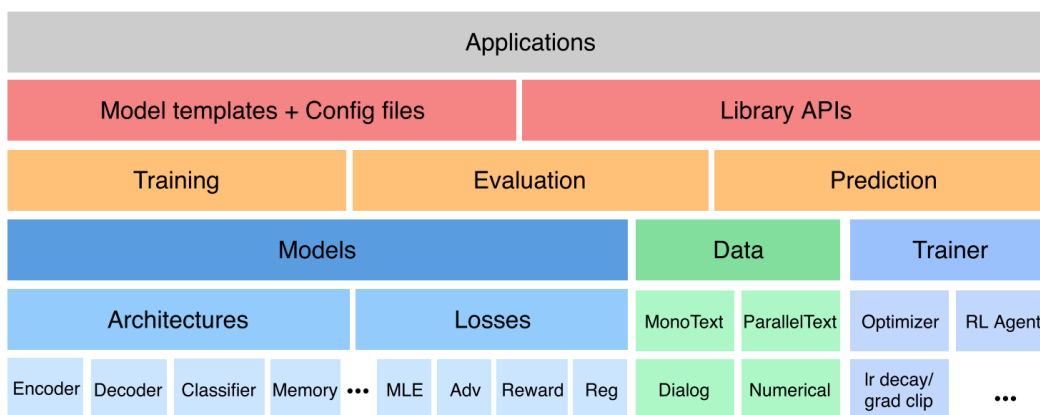 Applications
Model templates + Config files
Library APIs
Training
Evaluation
Prediction
Models
Data
Trainer
Architectures
Losses
MonoText
ParallelText
Optimizer
RL Agent
Encoder
Decoder
Classifier
Memory
•••
MLE
Adv
Reward
Reg
Dialog
Numerical
lr decay/
grad clip
•••